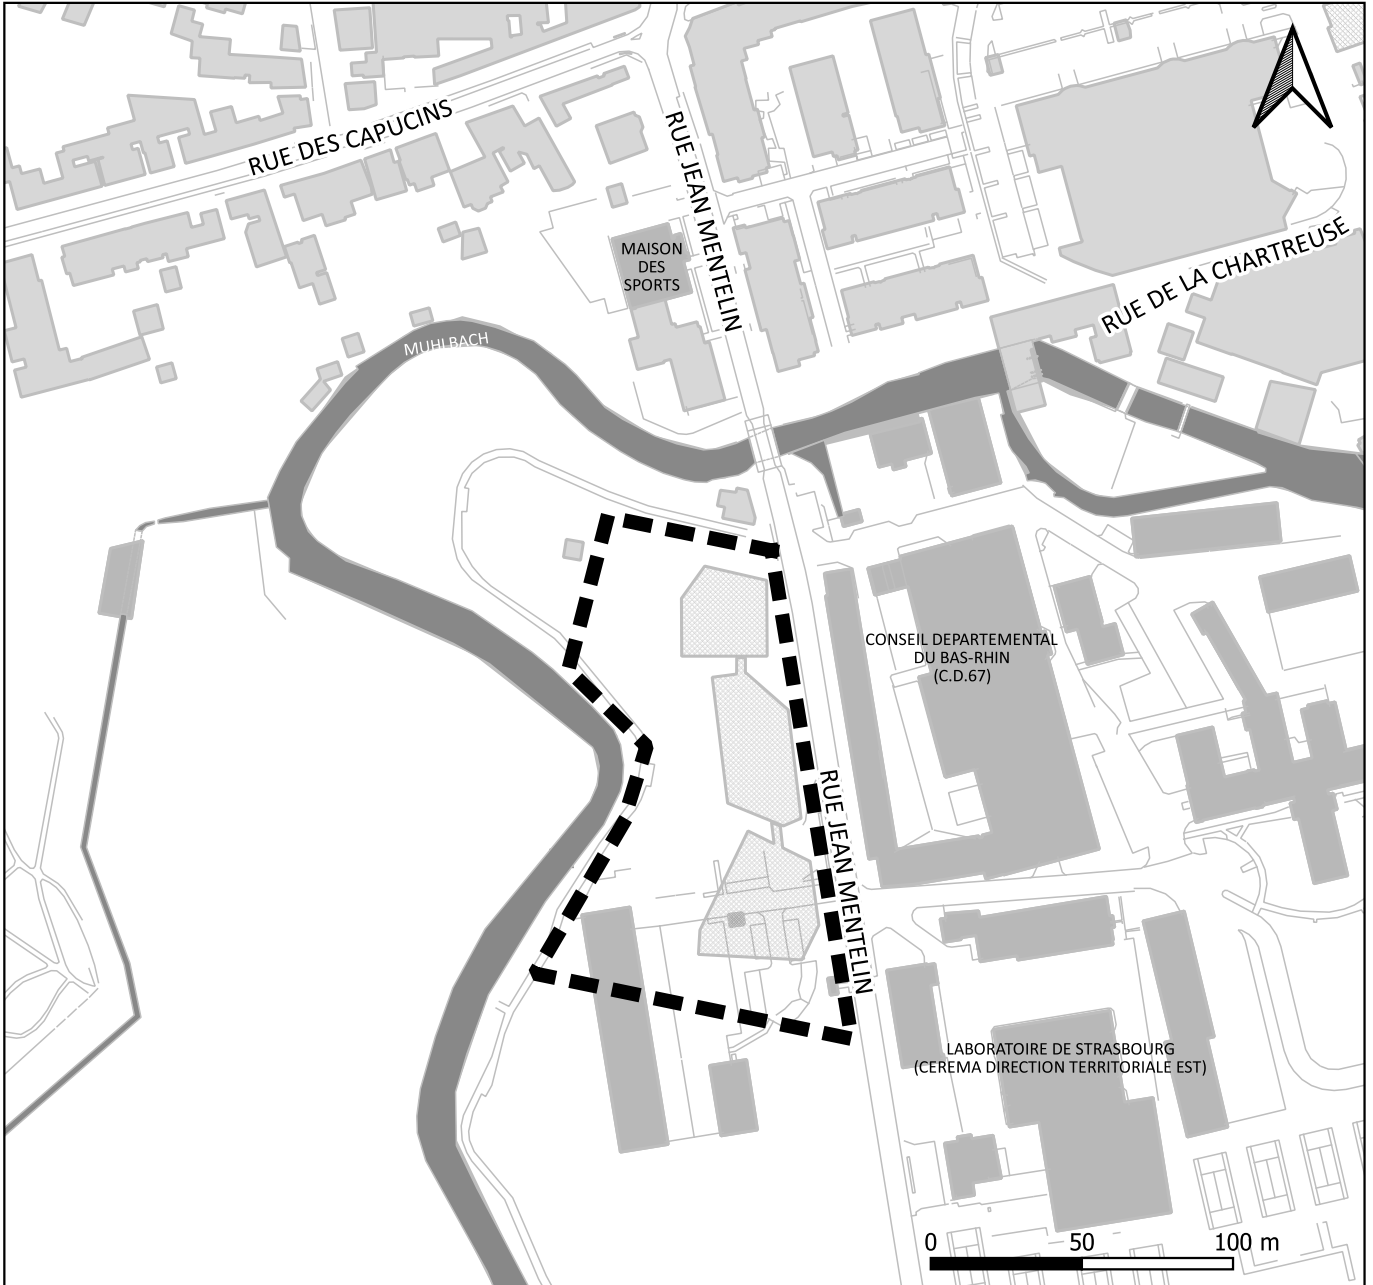 RUE DES CAPUCINS
RUE JEAN MENTELIN
MAISON
DES
SPORTS
RUE DE LA CHARTREUSE
MUHLBACH
CONSEIL DEPARTEMENTAL
DU BAS-RHIN
(C.D.67)
RUE JEAN MENTELIN
LABORATOIRE DE STRASBOURG
(CEREMA DIRECTION TERRITORIALE EST)
0 50 100 m